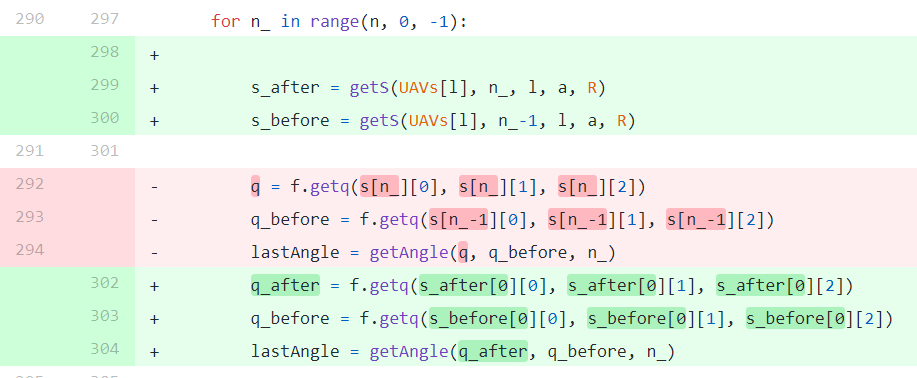 290 297 for n_ in range(n, 0, -1):
298 +
299 + s_after = getS(UAVs[l], n_, l, a, R)
300 + s_before = getS(UAVs[l], n_-1, l, a, R)
291 301
292 - q = f.getq(s[n_][0], s[n_][1], s[n_][2])
293 - q_before = f.getq(s[n_-1][0], s[n_-1][1], s[n_-1][2])
294 - lastAngle = getAngle(q, q_before, n_)
302 + q_after = f.getq(s_after[0][0], s_after[0][1], s_after[0][2])
303 + q_before = f.getq(s_before[0][0], s_before[0][1], s_before[0][2])
304 + lastAngle = getAngle(q_after, q_before, n_)